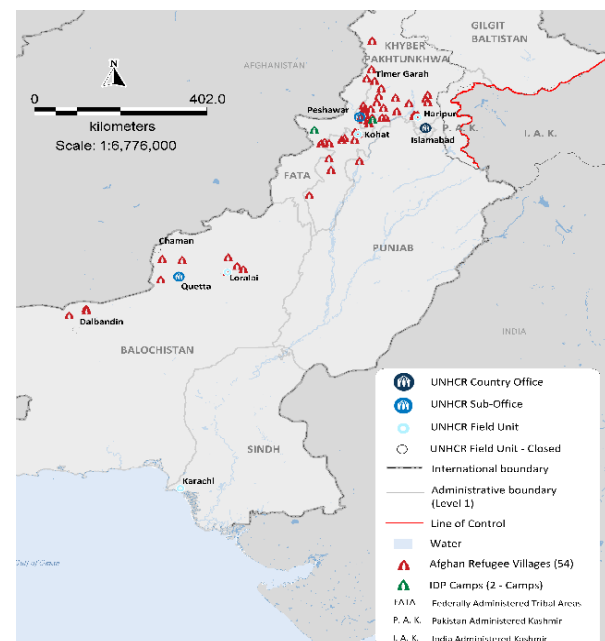 GILGIT
BALTISTAN
KHYBER
PAKHTUNKHWA
AFGHANISTAN
N
Timer Garah
0 402.0
kilometers
Scale: 1:6,776,000
Peshawar
Haripur
P. A. K.
I. A. K.
Kohat
Islamabad
FATA
PUNJAB
Chaman
Quetta
Loralai
Dalbandin
BALOCHISTAN
INDIA
SINDH
Karachi
Gulf of Oman
UNHCR Country Office
UNHCR Sub-Office
UNHCR Field Unit
UNHCR Field Unit - Closed
International boundary
Administrative boundary
(Level 1)
Line of Control
Water
Afghan Refugee Villages (54)
IDP Camps (2 - Camps)
FATA Federally Administered Tribal Areas
P. A. K. Pakistan Administered Kashmir
I. A. K. India Administered Kashmir